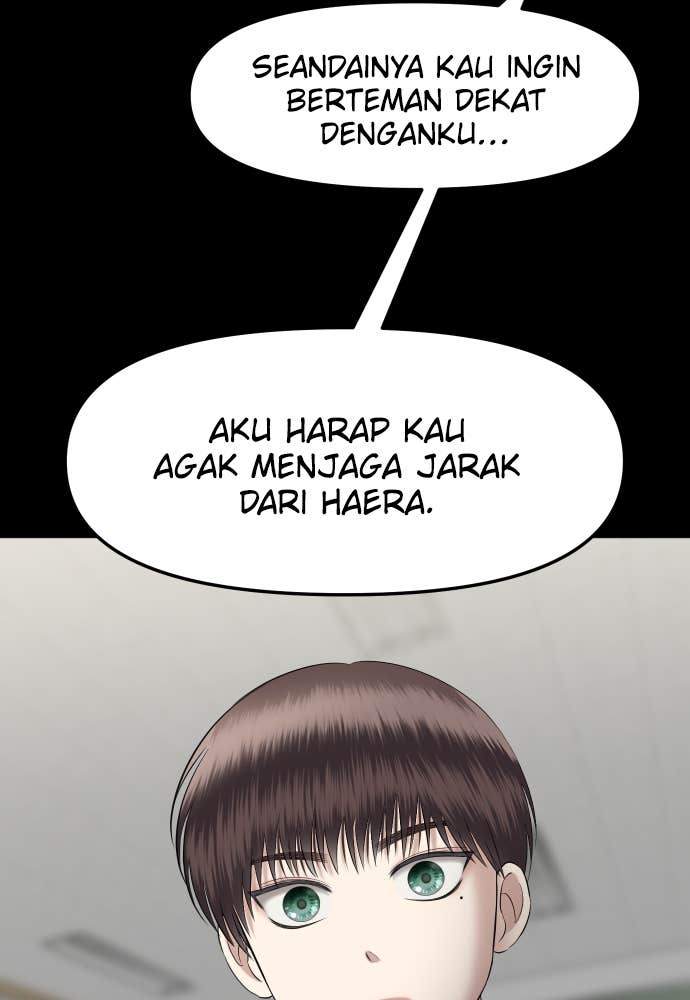 SEANDAINYA KAU INGIN
BERTEMAN DEKAT
DENGANKU...
AKU HARAP KAU
AGAK MENJAGA JARAK
DARI HAERA.